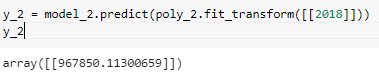 y_2 = model_2.predict(poly_2.fit_transform([[2018]]))
y_2
array([[967850.11300659]])